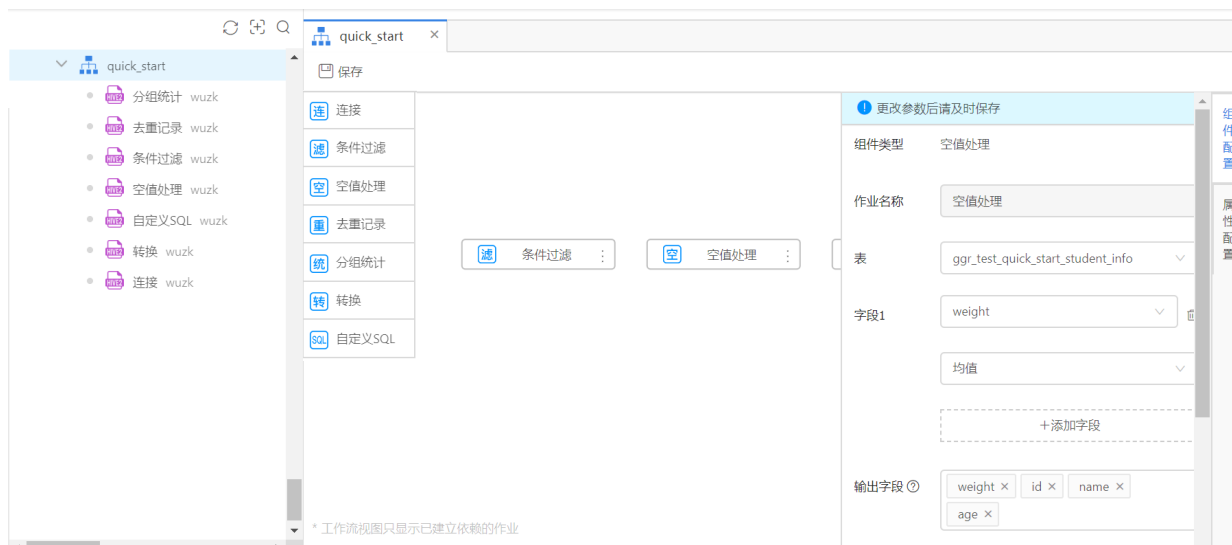 quick_start
保存
quick_start
分组统计 wuzk
去重记录 wuzk
条件过滤 wuzk
空值处理 wuzk
自定义SQL wuzk
转换 wuzk
连接 wuzk
连 连接
滤 条件过滤
空 空值处理
重 去重记录
统 分组统计
转 转换
SQL 自定义SQL
滤 条件过滤
空 空值处理
* 工作流视图只显示已建立依赖的作业
更改参数后请及时保存
组件类型 空值处理
作业名称 空值处理
表 ggr_test_quick_start_student_info
字段1 weight
均值
+添加字段
输出字段 weight × id × name ×
age ×
组件配置
属性配置